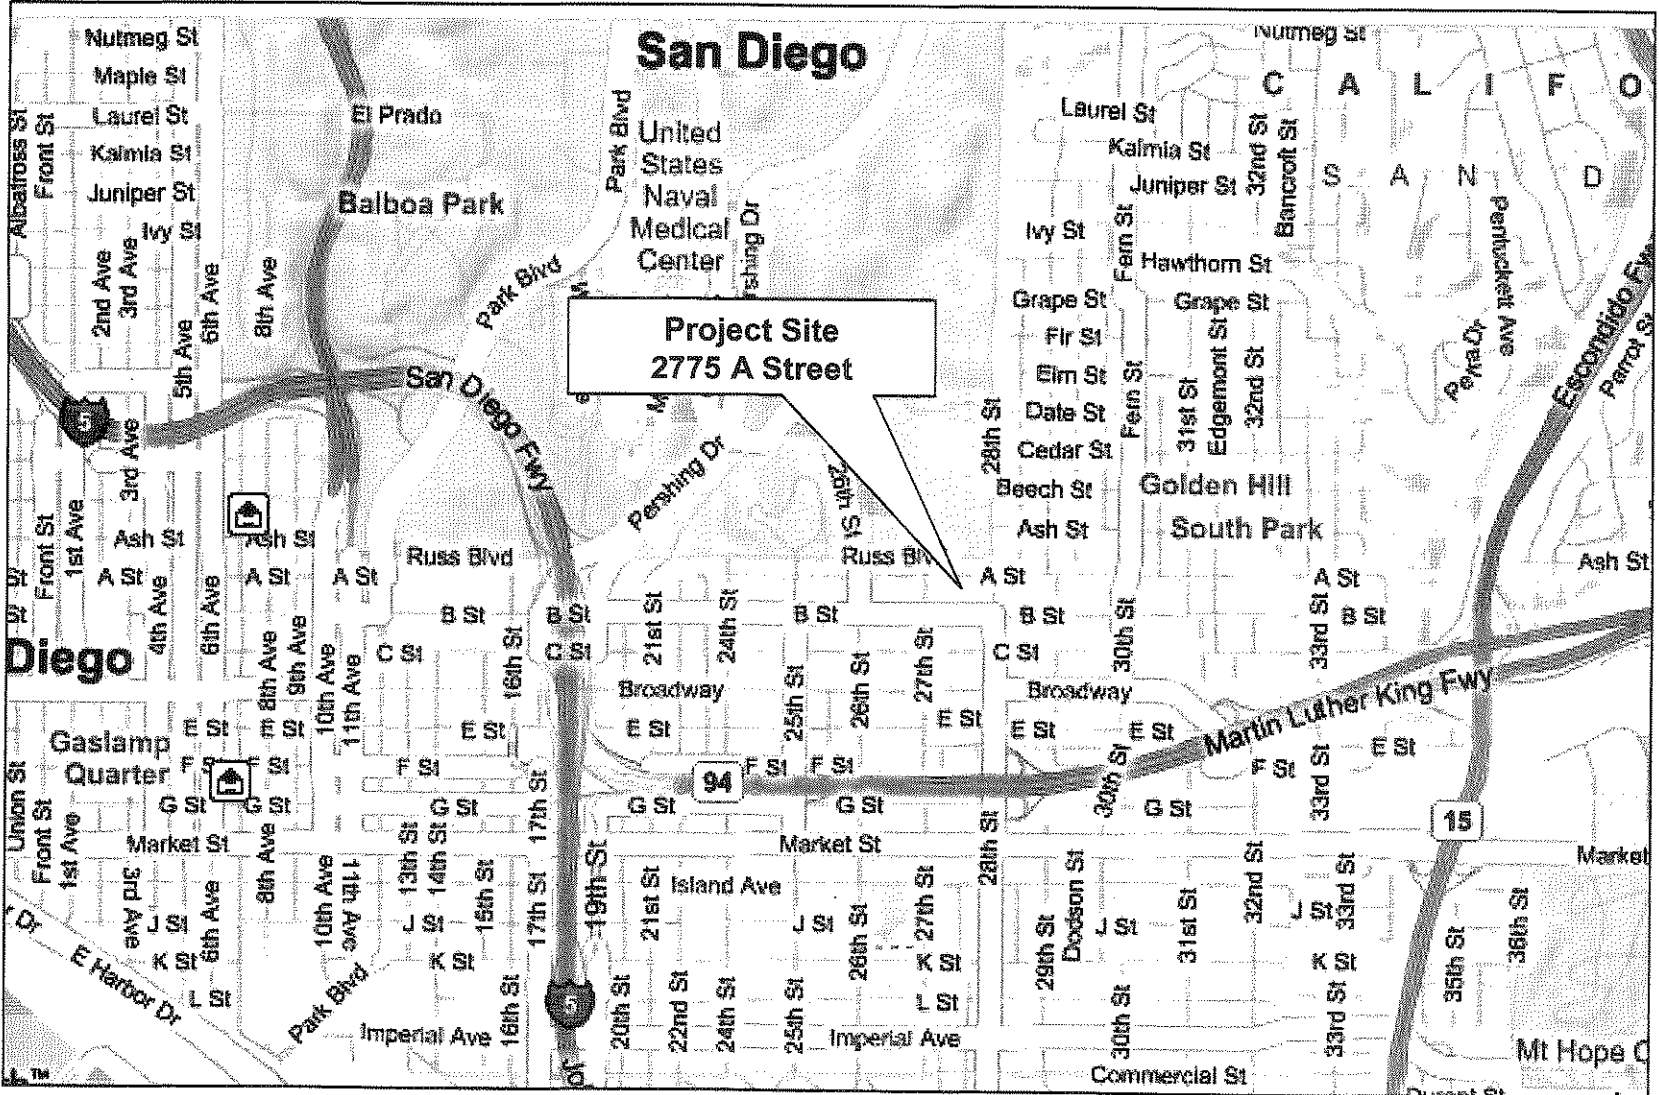 San Diego
Nutmeg St
Maple St
Laurel St
Kalmia St
Juniper St
Ivy St
Albatross St
Front St
2nd Ave
3rd Ave
5th Ave
6th Ave
8th Ave
El Prado
Balboa Park
Park Blvd
Park Blvd
United
States
Naval
Medical
Center
Nutmeg St
C A L I F O
S A N D
Laurel St
Kalmia St
Juniper St
32nd St
Bancroft St
Ivy St
Fern St
Hawthorn St
Grape St
Grape St
Fir St
Elm St
Date St
Cedar St
Beech St
Ash St
28th St
Fern St
31st St
Edgemont St
32nd St
Pentuckett Ave
Escondido Fw
Parrot St
Project Site
2775 A Street
San Diego Fwy
5
3rd Ave
Pershing Dr
26th St
Golden Hill
South Park
Front St
1st Ave
Ash St
Ash St
Russ Blvd
Russ Blv
Ash St
St
A St
A St
A St
A St
A St
St
4th Ave
6th Ave
B St
B St
B St
B St
B St
Diego
8th Ave
9th Ave
10th Ave
11th Ave
C St
C St
C St
16th St
21st St
24th St
25th St
26th St
27th St
30th St
33rd St
Broadway
Broadway
Martin Luther King Fwy
E St
E St
E St
E St
E St
E St
E St
E St
Gaslamp
Quarter
F St
F St
F St
F St
94
30th St
33rd St
Union St
Front St
1st Ave
G St
G St
G St
G St
G St
G St
17th St
15
Market St
Market St
Market
8th Ave
13th St
14th St
19th St
28th St
3rd Ave
6th Ave
10th Ave
11th Ave
15th St
17th St
21st St
Island Ave
26th St
27th St
29th St
Dodson St
31st St
32nd St
33rd St
35th St
36th St
J St
J St
J St
J St
J St
r Dr
E Harbor Dr
K St
K St
K St
K St
L St
L St
Park Blvd
Imperial Ave
16th St
5
20th St
22nd St
24th St
25th St
Imperial Ave
30th St
33rd St
Mt Hope C
Commercial St